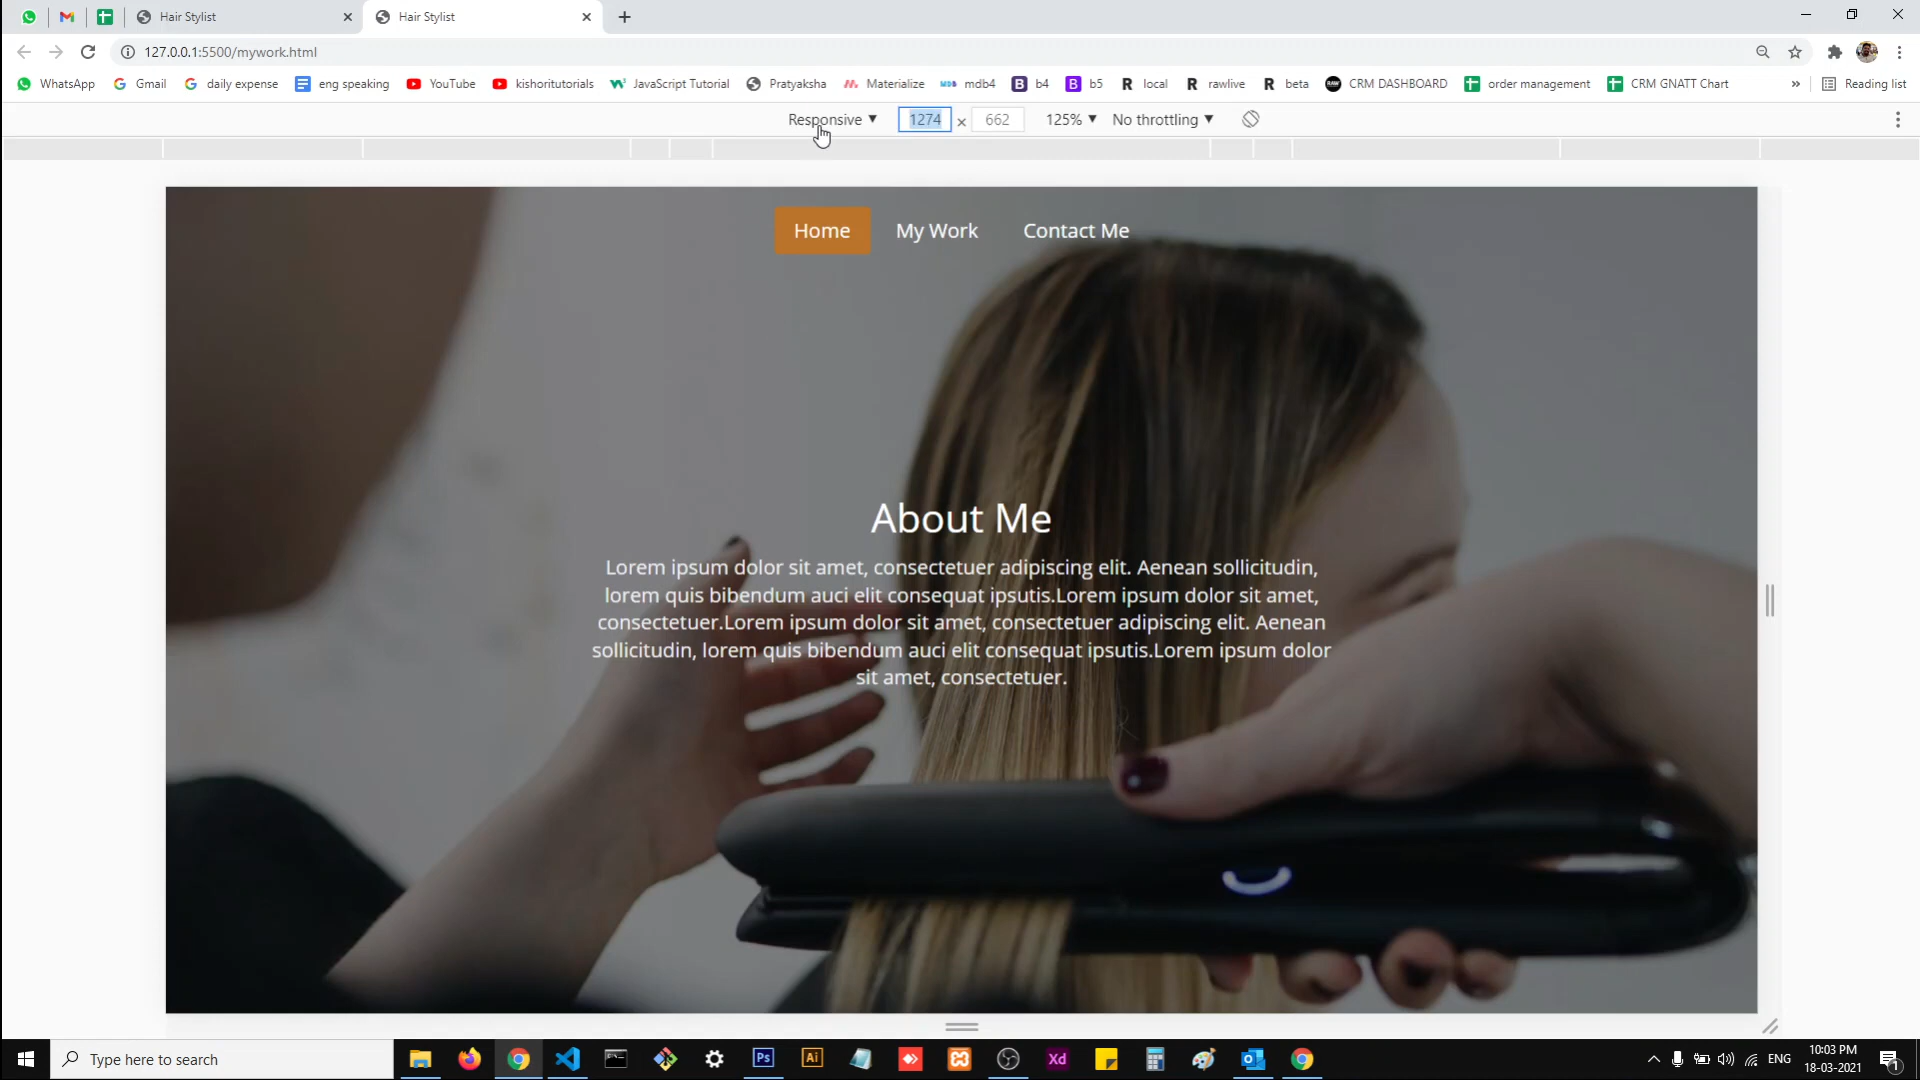 Hair Stylist
Hair Stylist
127.0.0.1:5500/mywork.html
WhatsApp
Gmail
daily expense
eng speaking
YouTube
kishoritutorials
JavaScript Tutorial
Pratyaksha
Materialize
mdb4
b4
b5
local
rawlive
beta
CRM DASHBOARD
order management
CRM GNATT Chart
»
Reading list
Responsive ▼ 1274 × 662 125% ▼ No throttling ▼
Home My Work Contact Me
About Me
Lorem ipsum dolor sit amet, consectetuer adipiscing elit. Aenean sollicitudin,
lorem quis bibendum auci elit consequat ipsutis.Lorem ipsum dolor sit amet,
consectetuer.Lorem ipsum dolor sit amet, consectetuer adipiscing elit. Aenean
sollicitudin, lorem quis bibendum auci elit consequat ipsutis.Lorem ipsum dolor
sit amet, consectetuer.
Type here to search
Ps
Ai
Xd
ENG
10:03 PM
18-03-2021
1